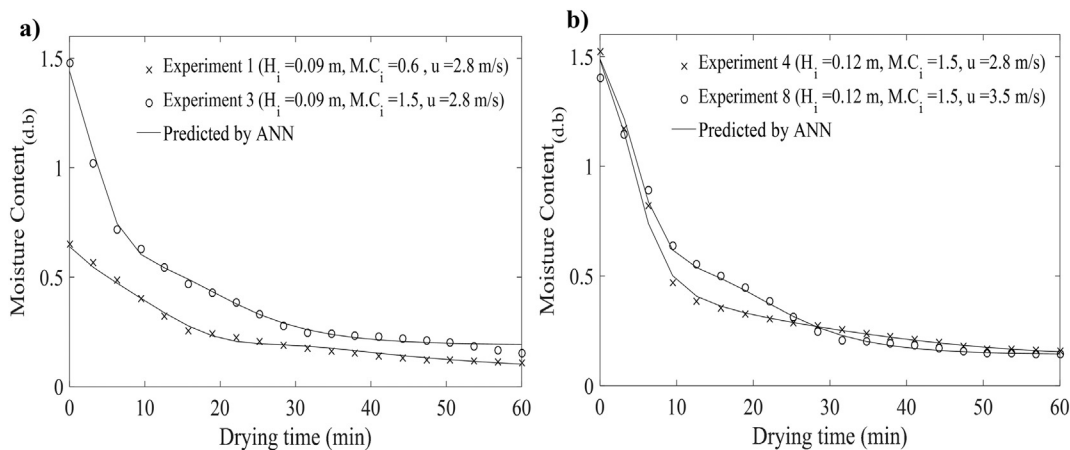 a)
1.5
1
0.5
0
Moisture Content(d.b)
× Experiment 1 (Hi =0.09 m, M.Ci =0.6 , u =2.8 m/s)
○ Experiment 3 (Hi =0.09 m, M.Ci =1.5, u =2.8 m/s)
Predicted by ANN
0 10 20 30 40 50 60
Drying time (min)
b)
1.5
1
0.5
0
Moisture Content(d.b)
× Experiment 4 (Hi =0.12 m, M.Ci =1.5, u =2.8 m/s)
○ Experiment 8 (Hi =0.12 m, M.Ci =1.5, u =3.5 m/s)
Predicted by ANN
0 10 20 30 40 50 60
Drying time (min)